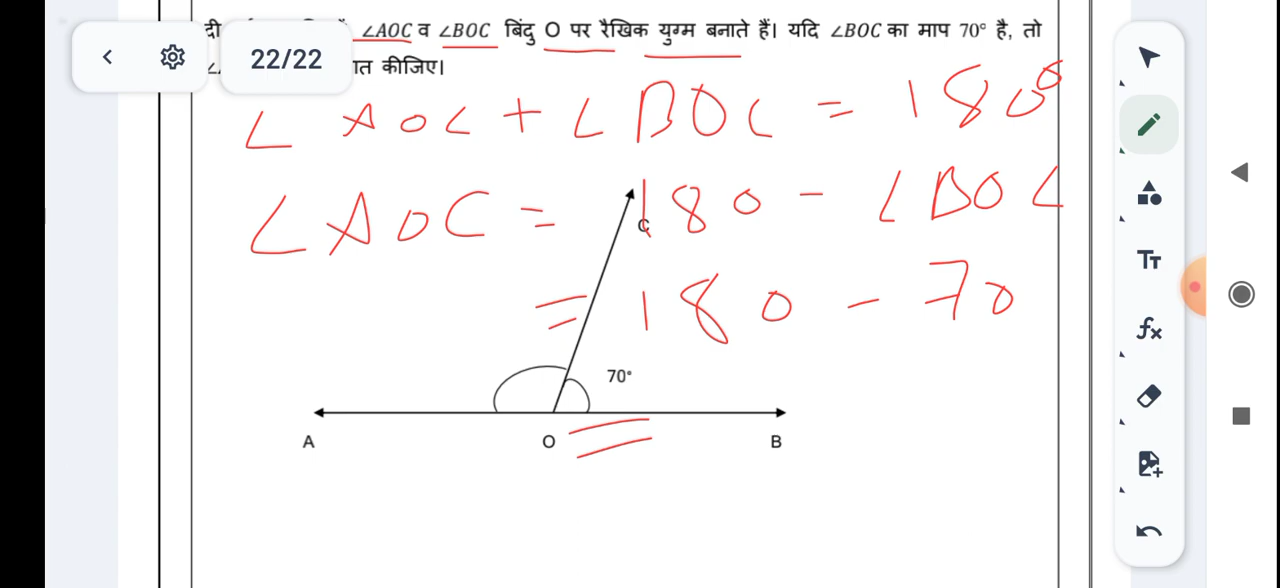 ∠AOC व ∠BOC बिंदु O पर रैखिक युग्म बनाते हैं। यदि ∠BOC का माप 70° है, तो
22/22
कीजिए।
∠AOC + ∠BOC = 180°
∠AOC = 180 - ∠BOC
= 180 - 70
=
C
70°
A O B
TT
fx